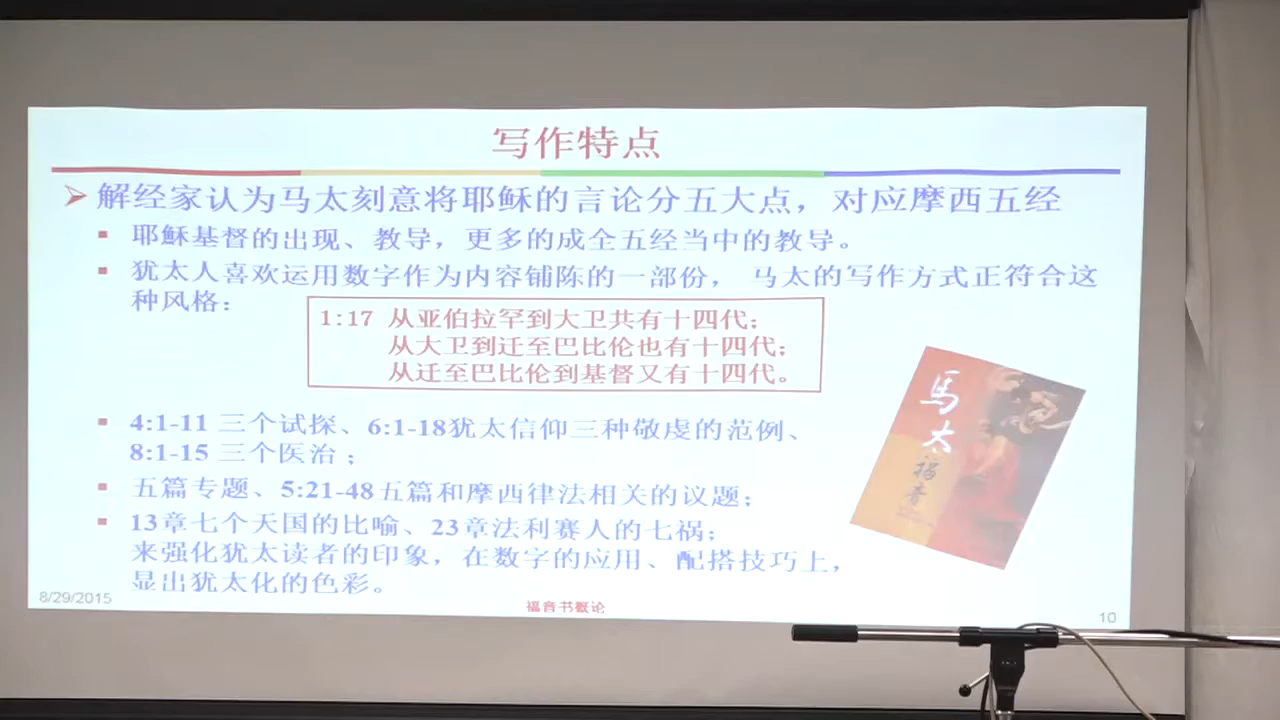 写作特点
解经家认为马太刻意将耶稣的言论分五大点，对应摩西五经
耶稣基督的出现、教导，更多的成全五经当中的教导。
犹太人喜欢运用数字作为内容铺陈的一部份， 马太的写作方式正符合这
种风格：
1:17 从亚伯拉罕到大卫共有十四代；
从大卫到迁至巴比伦也有十四代；
从迁至巴比伦到基督又有十四代。
4:1-11 三个试探、6:1-18犹太信仰三种敬虔的范例、
8:1-15 三个医治；
五篇专题、5:21-48五篇和摩西律法相关的议题；
13章七个天国的比喻、23章法利赛人的七祸；
来强化犹太读者的印象，在数字的应用、配搭技巧上，
显出犹太化的色彩。
馬太福音
8/29/2015
福音书概论
10